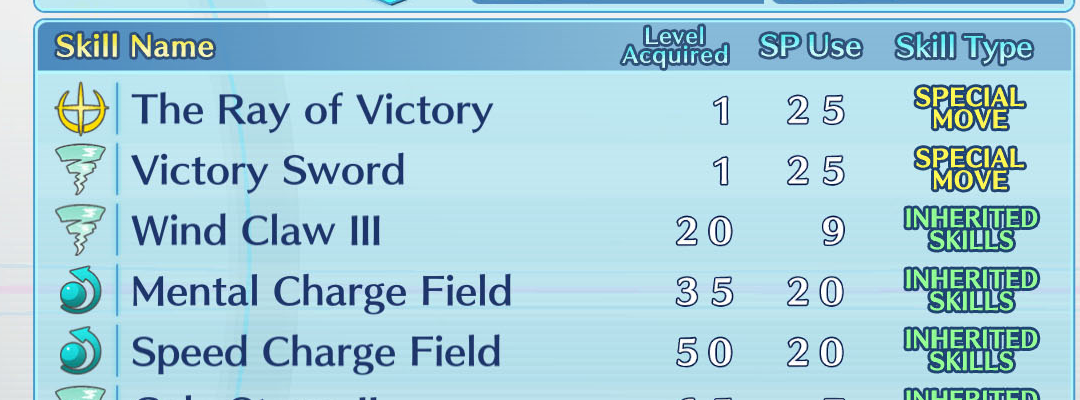 Skill Name Level Acquired SP Use Skill Type
The Ray of Victory 1 25 SPECIAL MOVE
Victory Sword 1 25 SPECIAL MOVE
Wind Claw III 20 9 INHERITED SKILLS
Mental Charge Field 35 20 INHERITED SKILLS
Speed Charge Field 50 20 INHERITED SKILLS
INHERITED